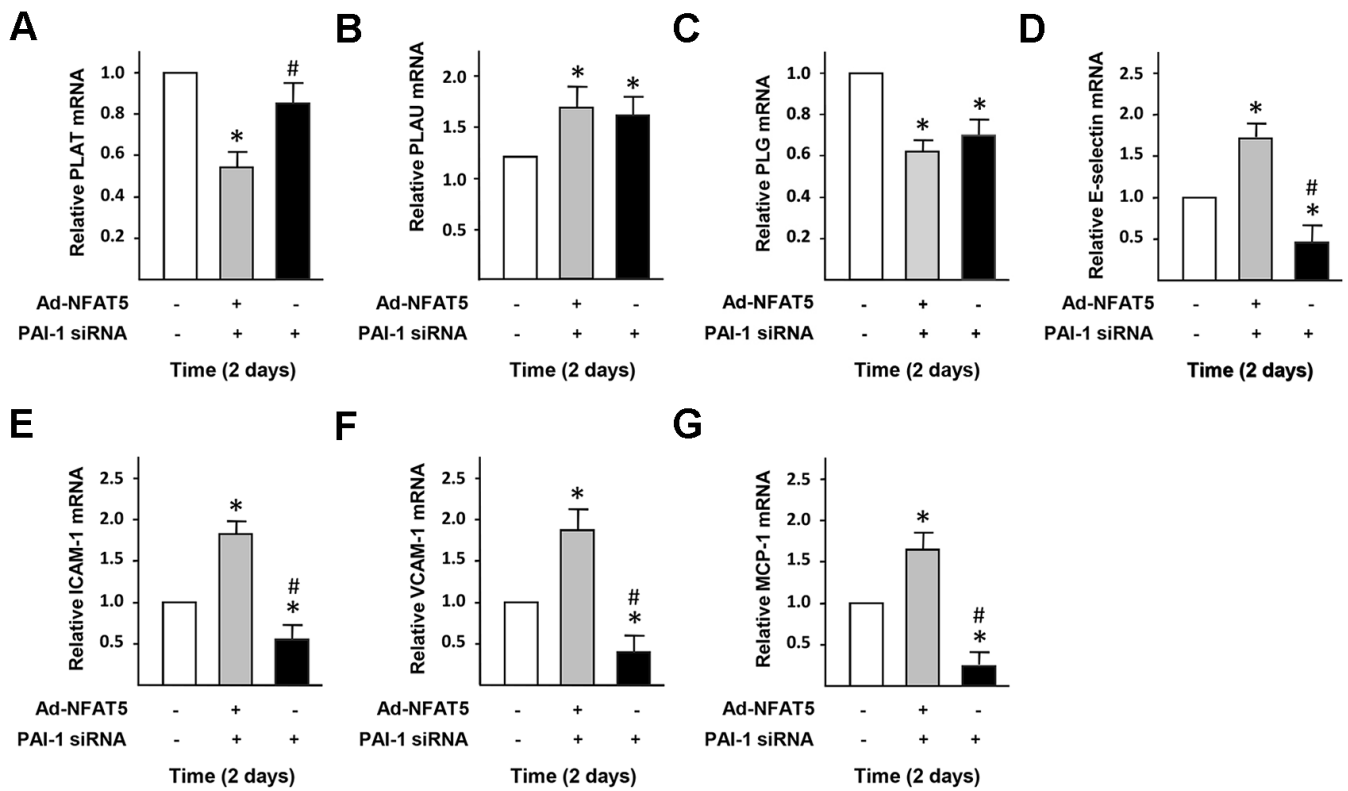 A
Relative PLAT mRNA
1.0
0.8
0.6
0.4
0.2
*
#
Ad-NFAT5 - + -
PAI-1 siRNA - + +
Time (2 days)
B
Relative PLAU mRNA
2.0
1.5
1.0
0.5
*
*
Ad-NFAT5 - + -
PAI-1 siRNA - + +
Time (2 days)
C
Relative PLG mRNA
1.0
0.8
0.6
0.4
0.2
*
*
Ad-NFAT5 - + -
PAI-1 siRNA - + +
Time (2 days)
D
Relative E-selectin mRNA
2.5
2.0
1.5
1.0
0.5
*
#
*
Ad-NFAT5 - + -
PAI-1 siRNA - + +
Time (2 days)
E
Relative ICAM-1 mRNA
2.5
2.0
1.5
1.0
0.5
*
#
*
Ad-NFAT5 - + -
PAI-1 siRNA - + +
Time (2 days)
F
Relative VCAM-1 mRNA
2.5
2.0
1.5
1.0
0.5
*
#
*
Ad-NFAT5 - + -
PAI-1 siRNA - + +
Time (2 days)
G
Relative MCP-1 mRNA
2.5
2.0
1.5
1.0
0.5
*
#
*
Ad-NFAT5 - + -
PAI-1 siRNA - + +
Time (2 days)